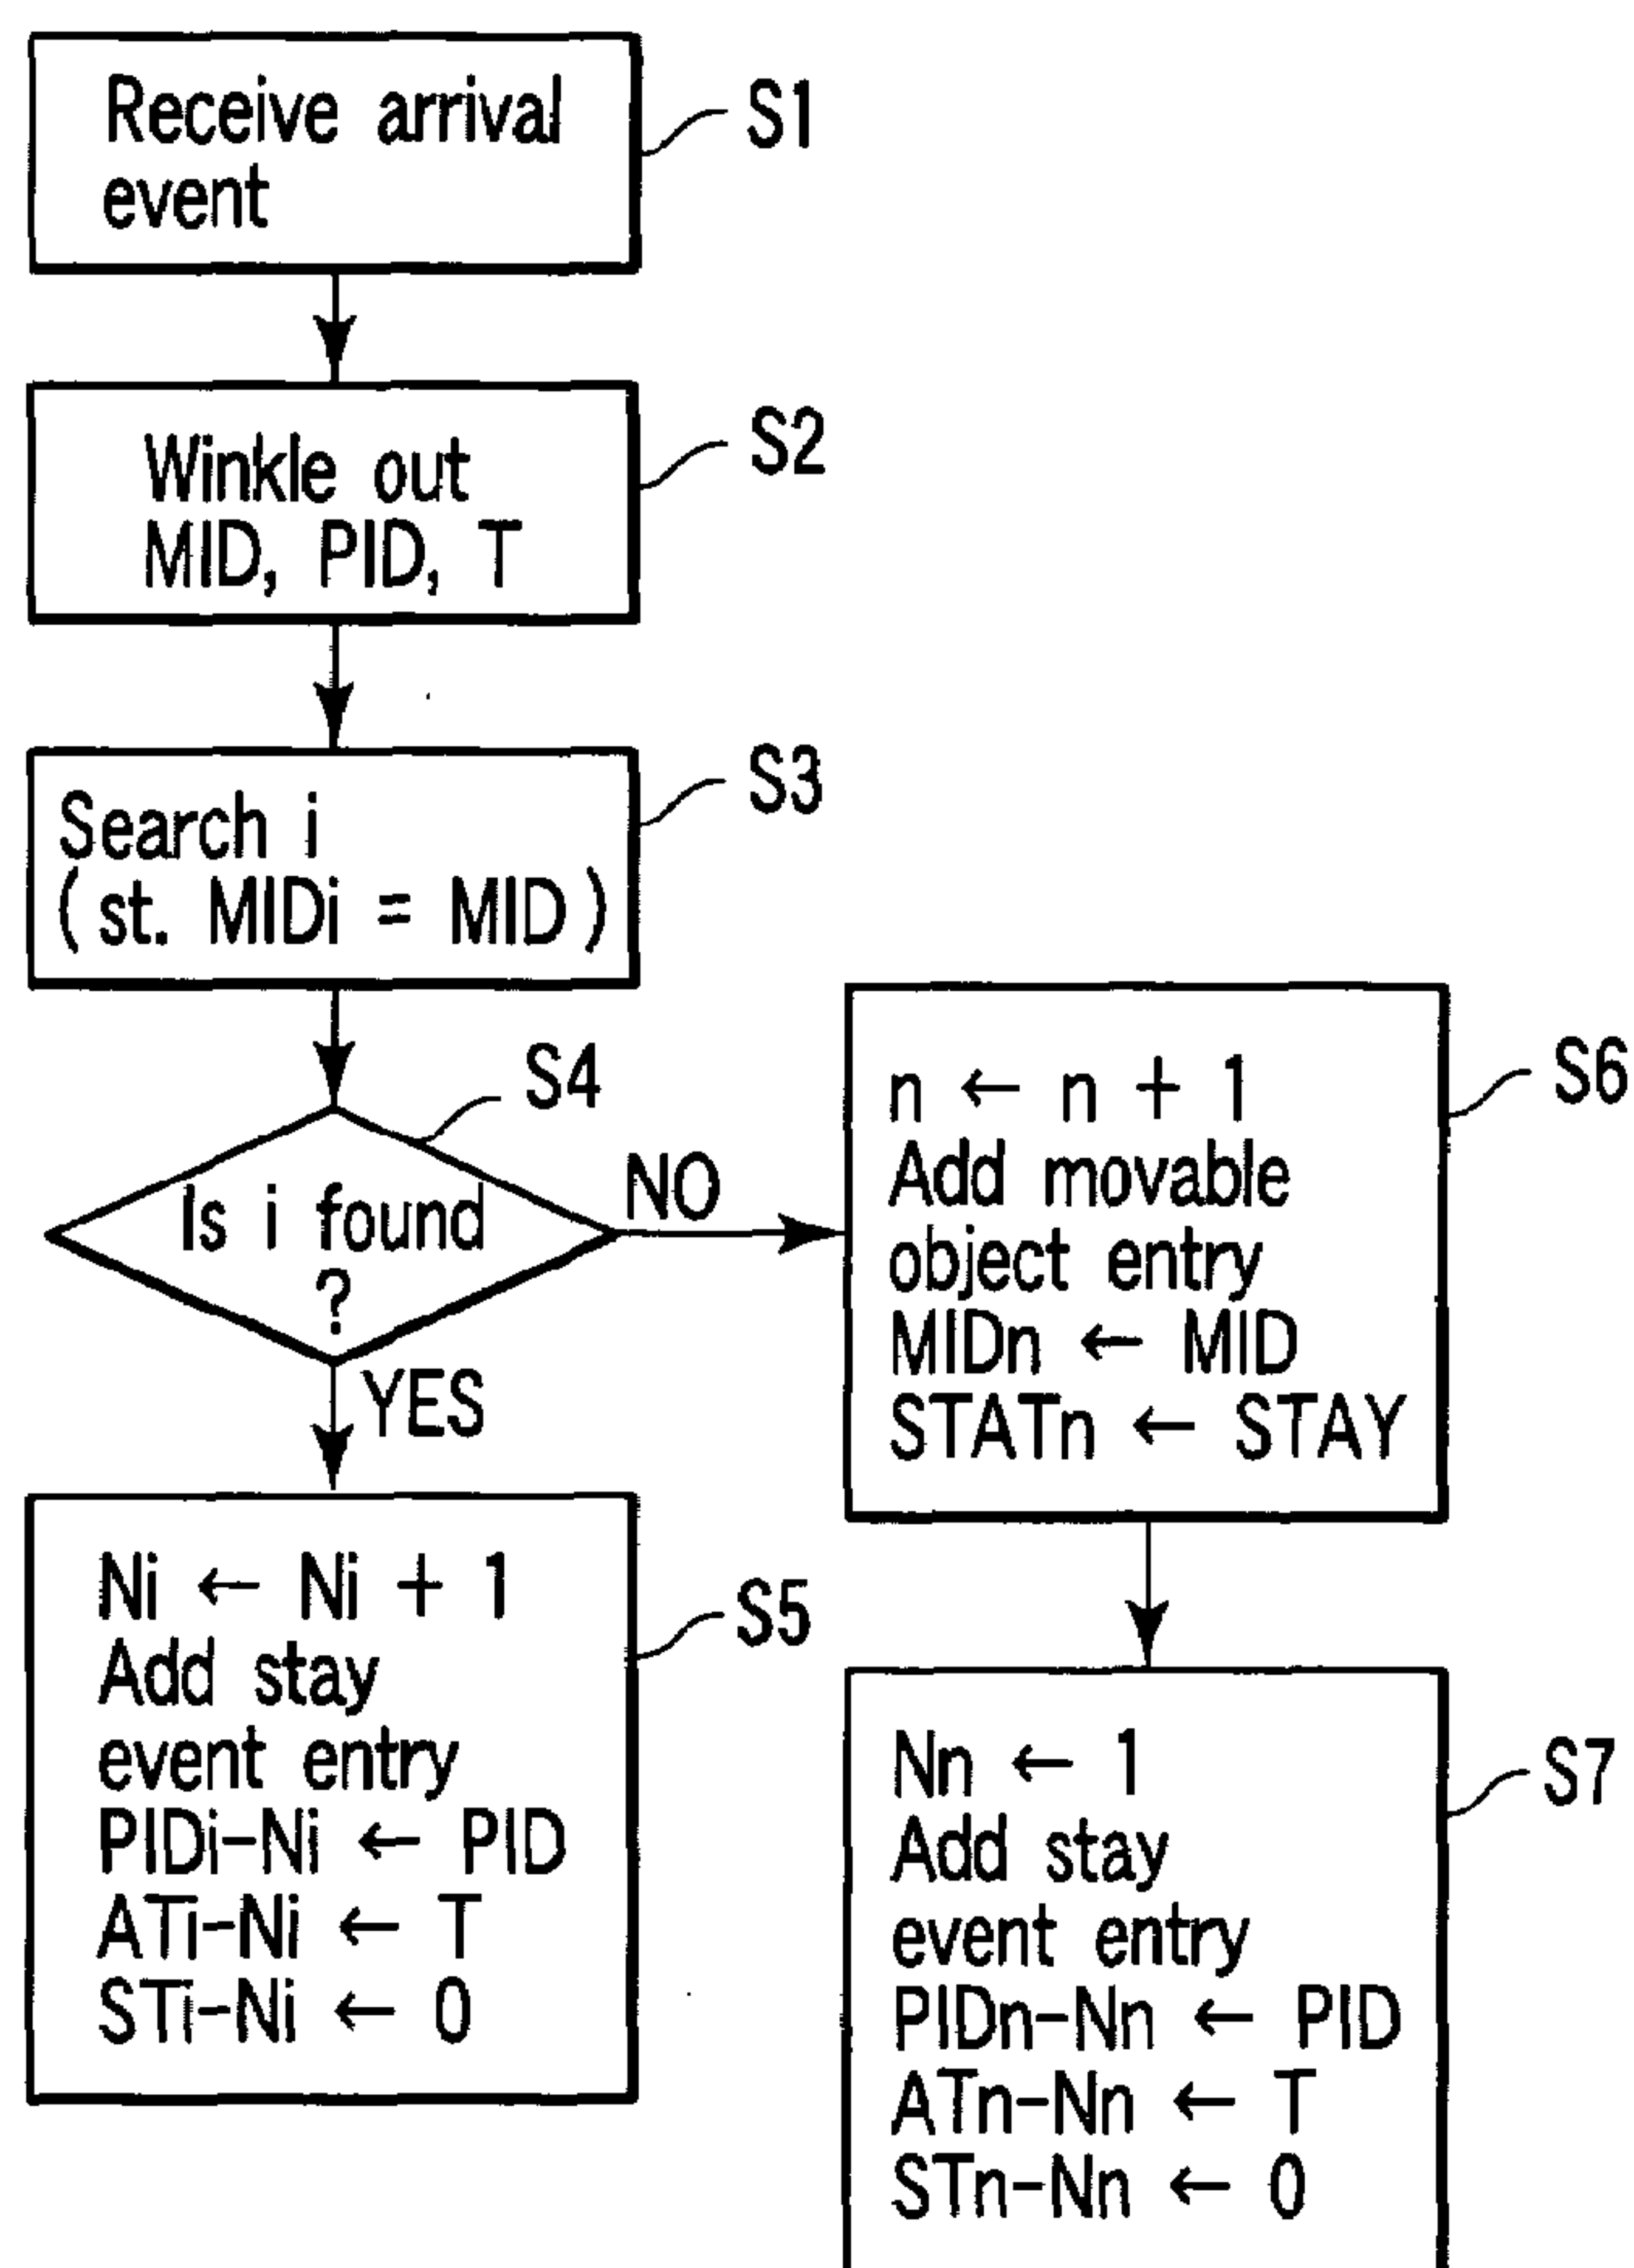 Receive arrival
event
S1
Winkle out
MID, PID, T
S2
Search i
(st. MIDi = MID)
S3
S4
Is i found
?
NO
YES
Ni ← Ni + 1
Add stay
event entry
PIDi-Ni ← PID
ATi-Ni ← T
STi-Ni ← 0
S5
n ← n + 1
Add movable
object entry
MIDn ← MID
STATn ← STAY
S6
Nn ← 1
Add stay
event entry
PIDn-Nn ← PID
ATn-Nn ← T
STn-Nn ← 0
S7